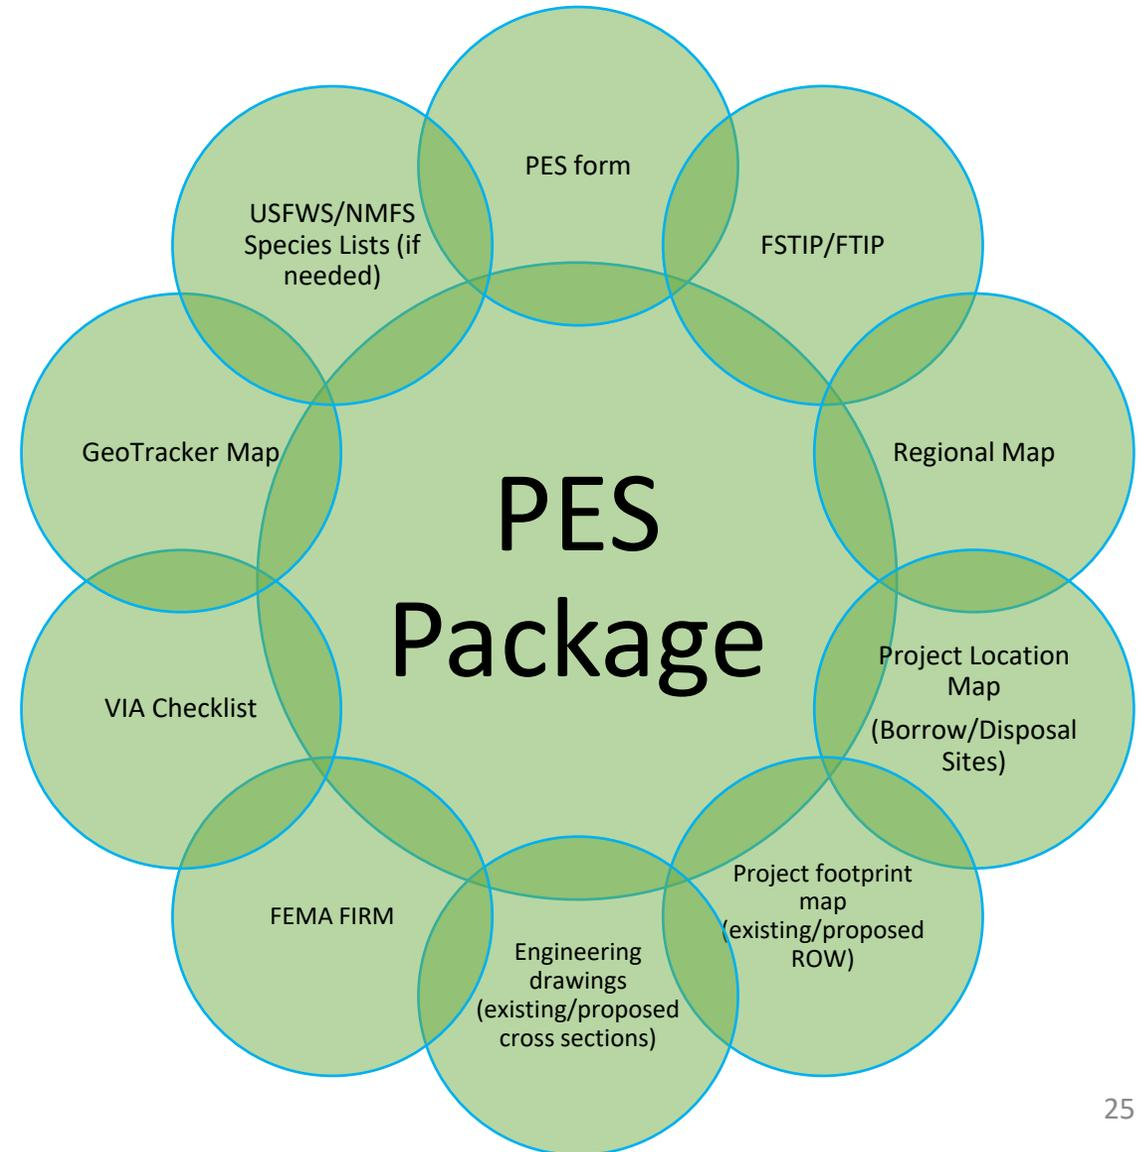 PES form
FSTIP/FTIP
Regional Map
Project Location
Map
(Borrow/Disposal
Sites)
Project footprint
map
(existing/proposed
ROW)
Engineering
drawings
(existing/proposed
cross sections)
FEMA FIRM
VIA Checklist
GeoTracker Map
USFWS/NMFS
Species Lists (if
needed)
PES
Package
25